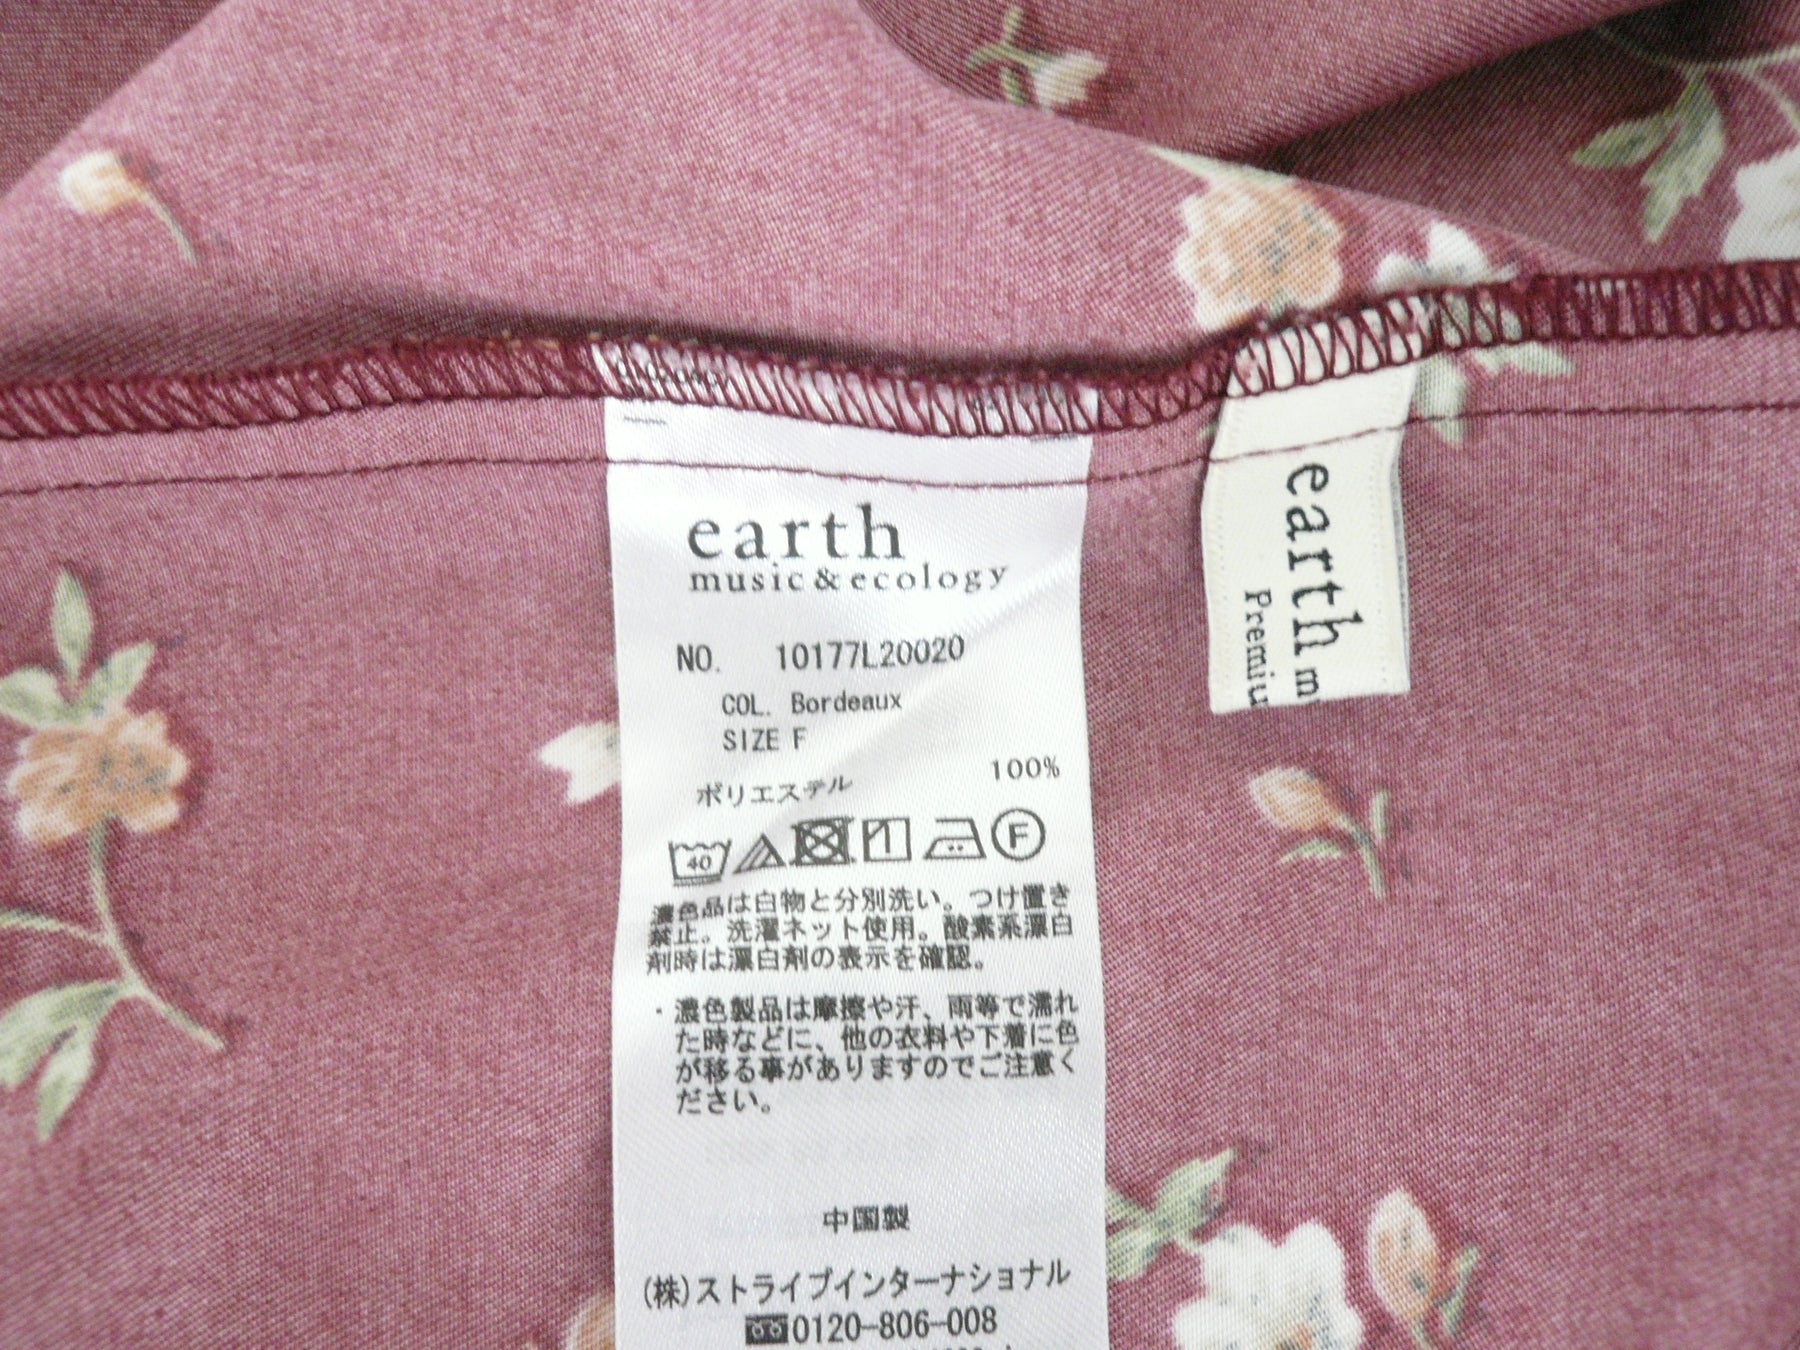 earth
music&ecology
NO. 10177L20020
COL. Bordeaux
SIZE F
ポリエステル 100%
40
F
濃色品は白物と分別洗い。つけ置き
禁止。洗濯ネット使用。酸素系漂白
剤時は漂白剤の表示を確認。
・濃色製品は摩擦や汗、雨等で濡れ
た時などに、他の衣料や下着に色
が移る事がありますのでご注意く
ださい。
中国製
(株)ストライプインターナショナル
0120-806-008
earth m
Premiu